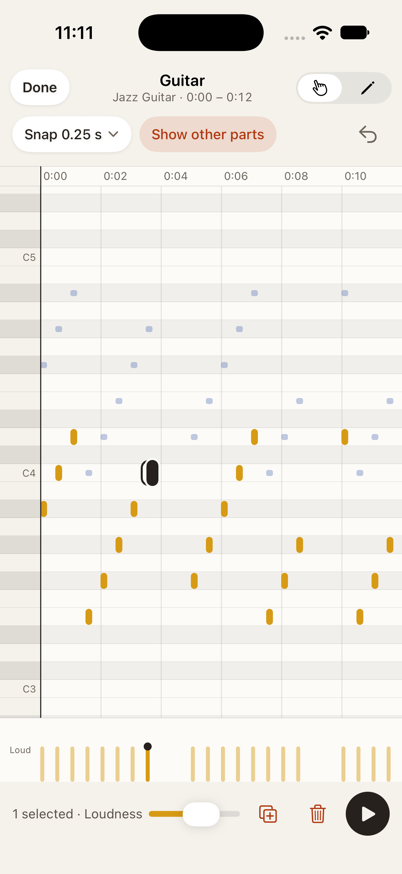 11:11
Done
Guitar
Jazz Guitar · 0:00 – 0:12
Snap 0.25 s
Show other parts
0:00 0:02 0:04 0:06 0:08 0:10
C5
C4
C3
Loud
1 selected · Loudness